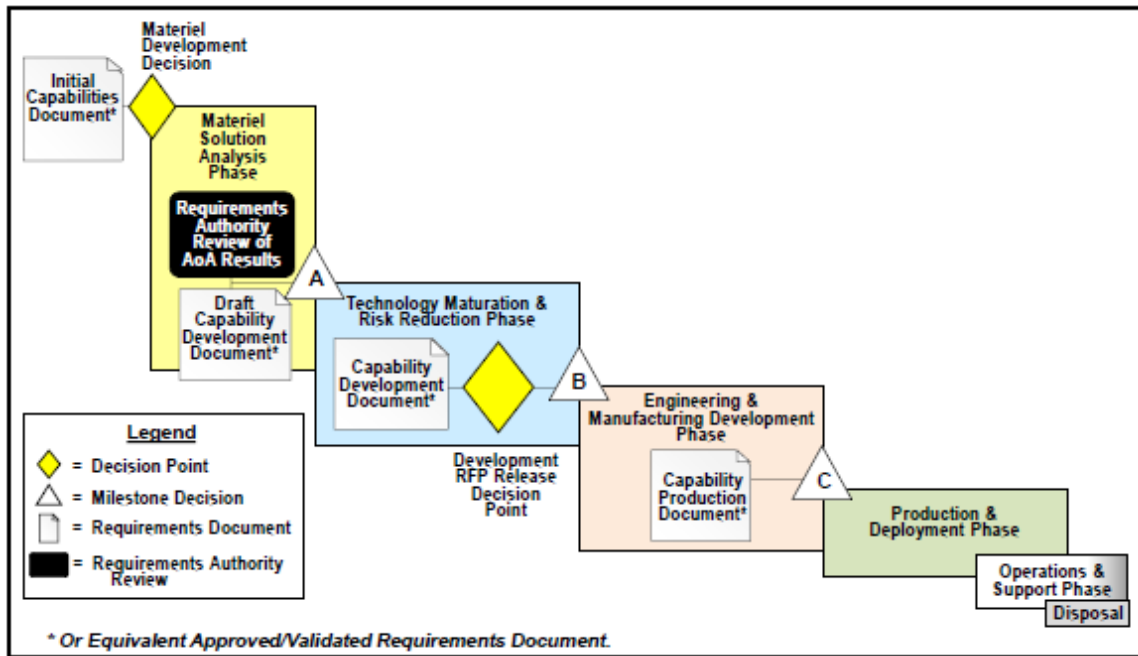 Materiel
Development
Decision
Initial
Capabilities
Document*
Materiel
Solution
Analysis
Phase
Requirements
Authority
Review of
AoA Results
A
Draft
Capability
Development
Document*
Technology Maturation &
Risk Reduction Phase
Capability
Development
Document*
B
Development
RFP Release
Decision
Point
Engineering &
Manufacturing Development
Phase
Capability
Production
Document*
C
Production &
Deployment Phase
Operations &
Support Phase
Disposal
Legend
= Decision Point
= Milestone Decision
= Requirements Document
= Requirements Authority
Review
* Or Equivalent Approved/Validated Requirements Document.